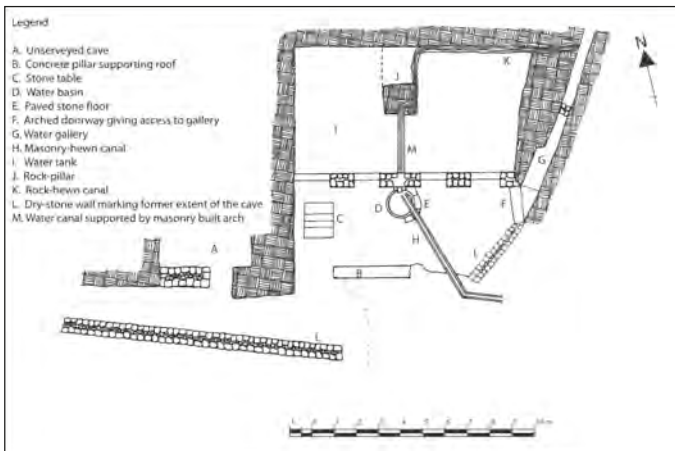 Legend
A. Unserveyed cave
B. Concrete pillar supporting roof
C. Stone table
D. Water basin
E. Paved stone floor
F. Arched doorway giving access to gallery
G. Water gallery
H. Masonry-hewn canal
I. Water tank
J. Rock-pillar
K. Rock-hewn canal
L. Dry-stone wall marking former extent of the cave
M. Water canal supported by masonry built arch
N
J
K
I
M
G
D
E
F
C
H
L
A
B
L